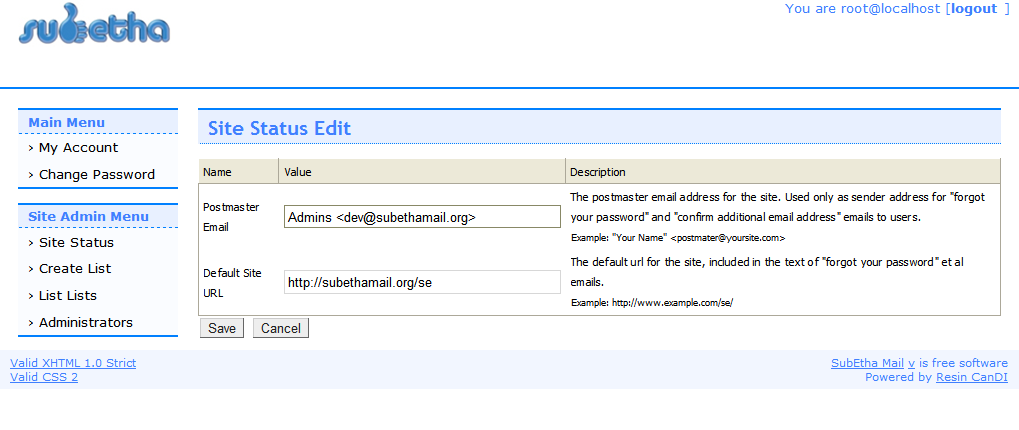 subetha
You are root@localhost [logout ]
Main Menu
› My Account
› Change Password
Site Admin Menu
› Site Status
› Create List
› List Lists
› Administrators
Site Status Edit
Name Value Description
Postmaster
Email
Admins <dev@subethamail.org>
The postmaster email address for the site. Used only as sender address for "forgot
your password" and "confirm additional email address" emails to users.
Example: "Your Name" <postmater@yoursite.com>
Default Site
URL
http://subethamail.org/se
The default url for the site, included in the text of "forgot your password" et al
emails.
Example: http://www.example.com/se/
Save Cancel
Valid XHTML 1.0 Strict
Valid CSS 2
SubEtha Mail v is free software
Powered by Resin CanDI